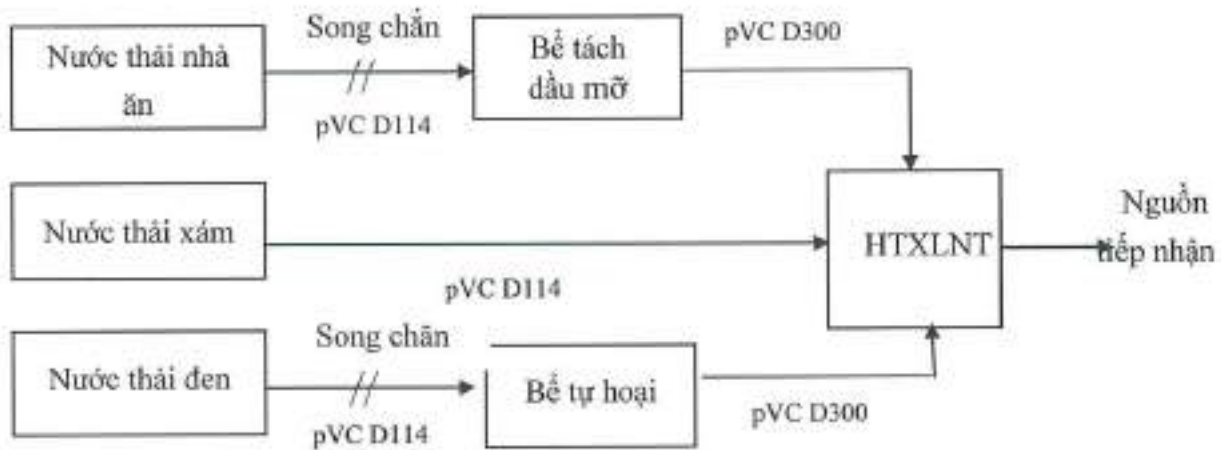 Nước thải nhà
ăn
Song chắn
pVC D114
Bể tách
dầu mỡ
pVC D300
Nước thải xám
pVC D114
HTXLNT
Nguồn
tiếp nhận
Nước thải đen
Song chăn
pVC D114
Bể tự hoại
pVC D300